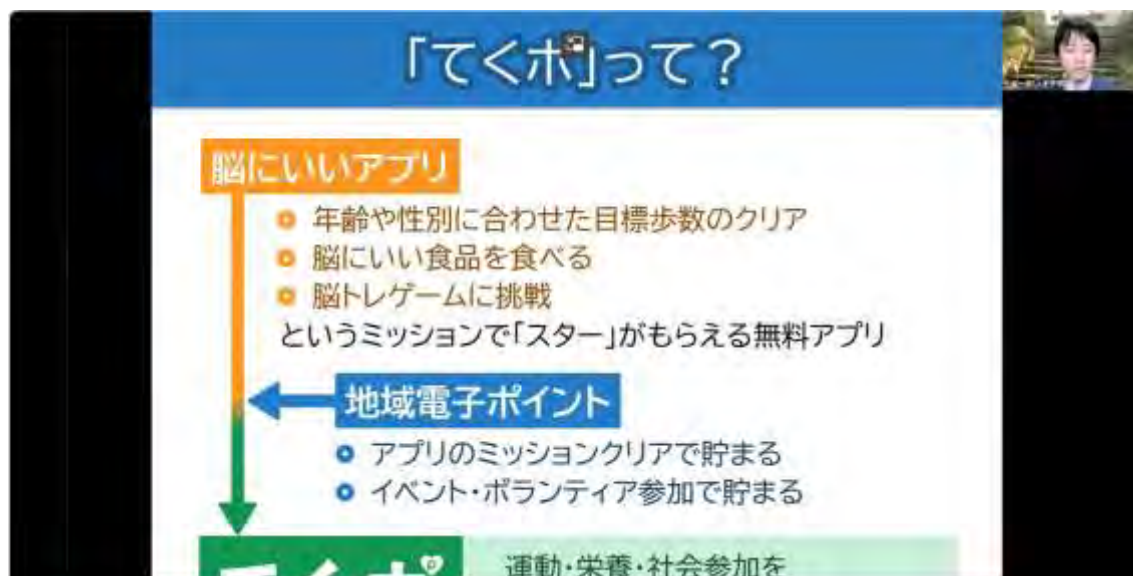 「てくポ」って？
脳にいいアプリ
年齢や性別に合わせた目標歩数のクリア
脳にいい食品を食べる
脳トレゲームに挑戦
というミッションで「スター」がもらえる無料アプリ
地域電子ポイント
アプリのミッションクリアで貯まる
イベント・ボランティア参加で貯まる
てくポ
運動・栄養・社会参加を